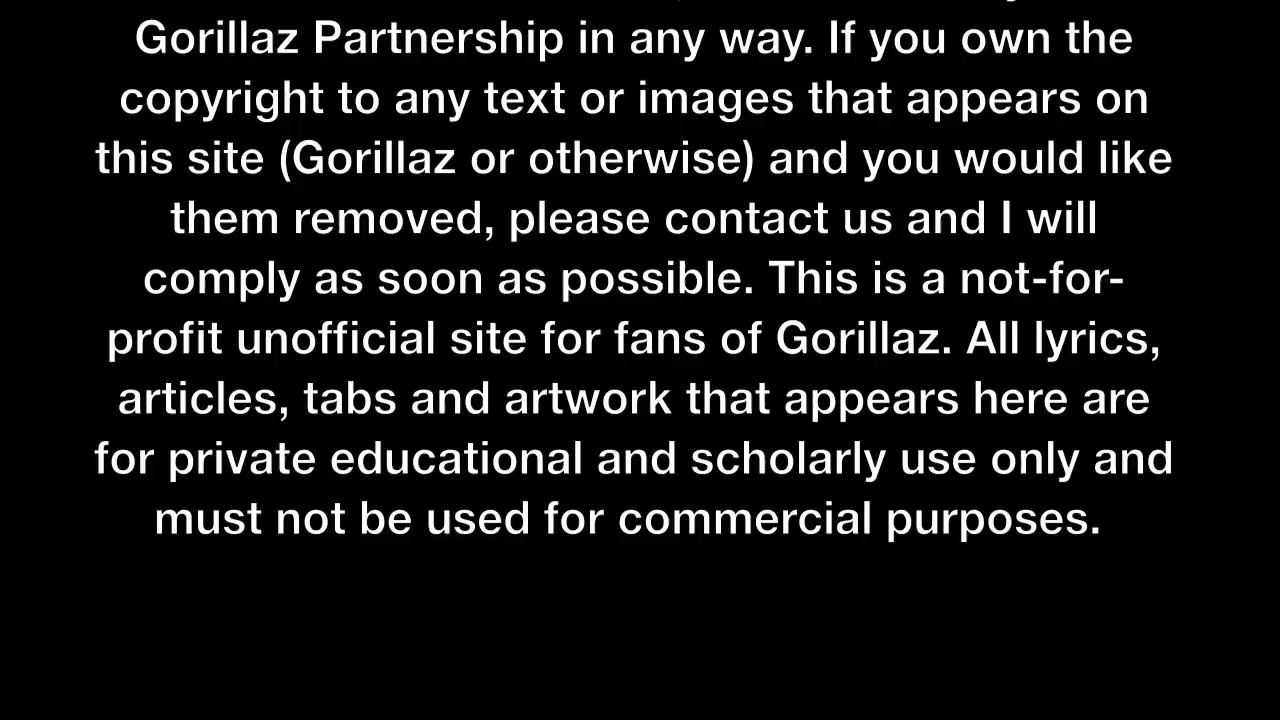 Gorillaz Partnership in any way. If you own the
copyright to any text or images that appears on
this site (Gorillaz or otherwise) and you would like
them removed, please contact us and I will
comply as soon as possible. This is a not-for-
profit unofficial site for fans of Gorillaz. All lyrics,
articles, tabs and artwork that appears here are
for private educational and scholarly use only and
must not be used for commercial purposes.